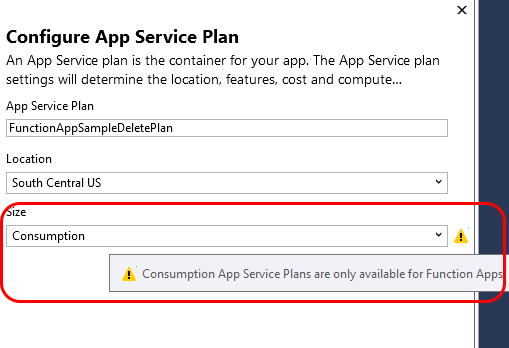 Configure App Service Plan
An App Service plan is the container for your app. The App Service plan
settings will determine the location, features, cost and compute...
App Service Plan
FunctionAppSampleDeletePlan
Location
South Central US
Size
Consumption
Consumption App Service Plans are only available for Function Apps